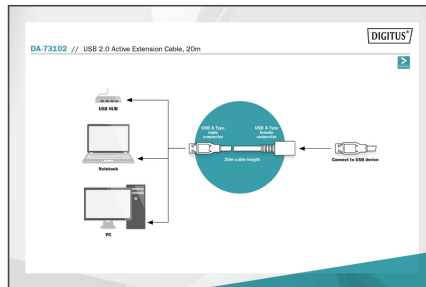 DIGITUS®
DA-73102 // USB 2.0 Active Extension Cable, 20m
USB HUB
Notebook
PC
USB A Type
male
connector
USB A Type
female
connector
20m cable length
Connect to USB device